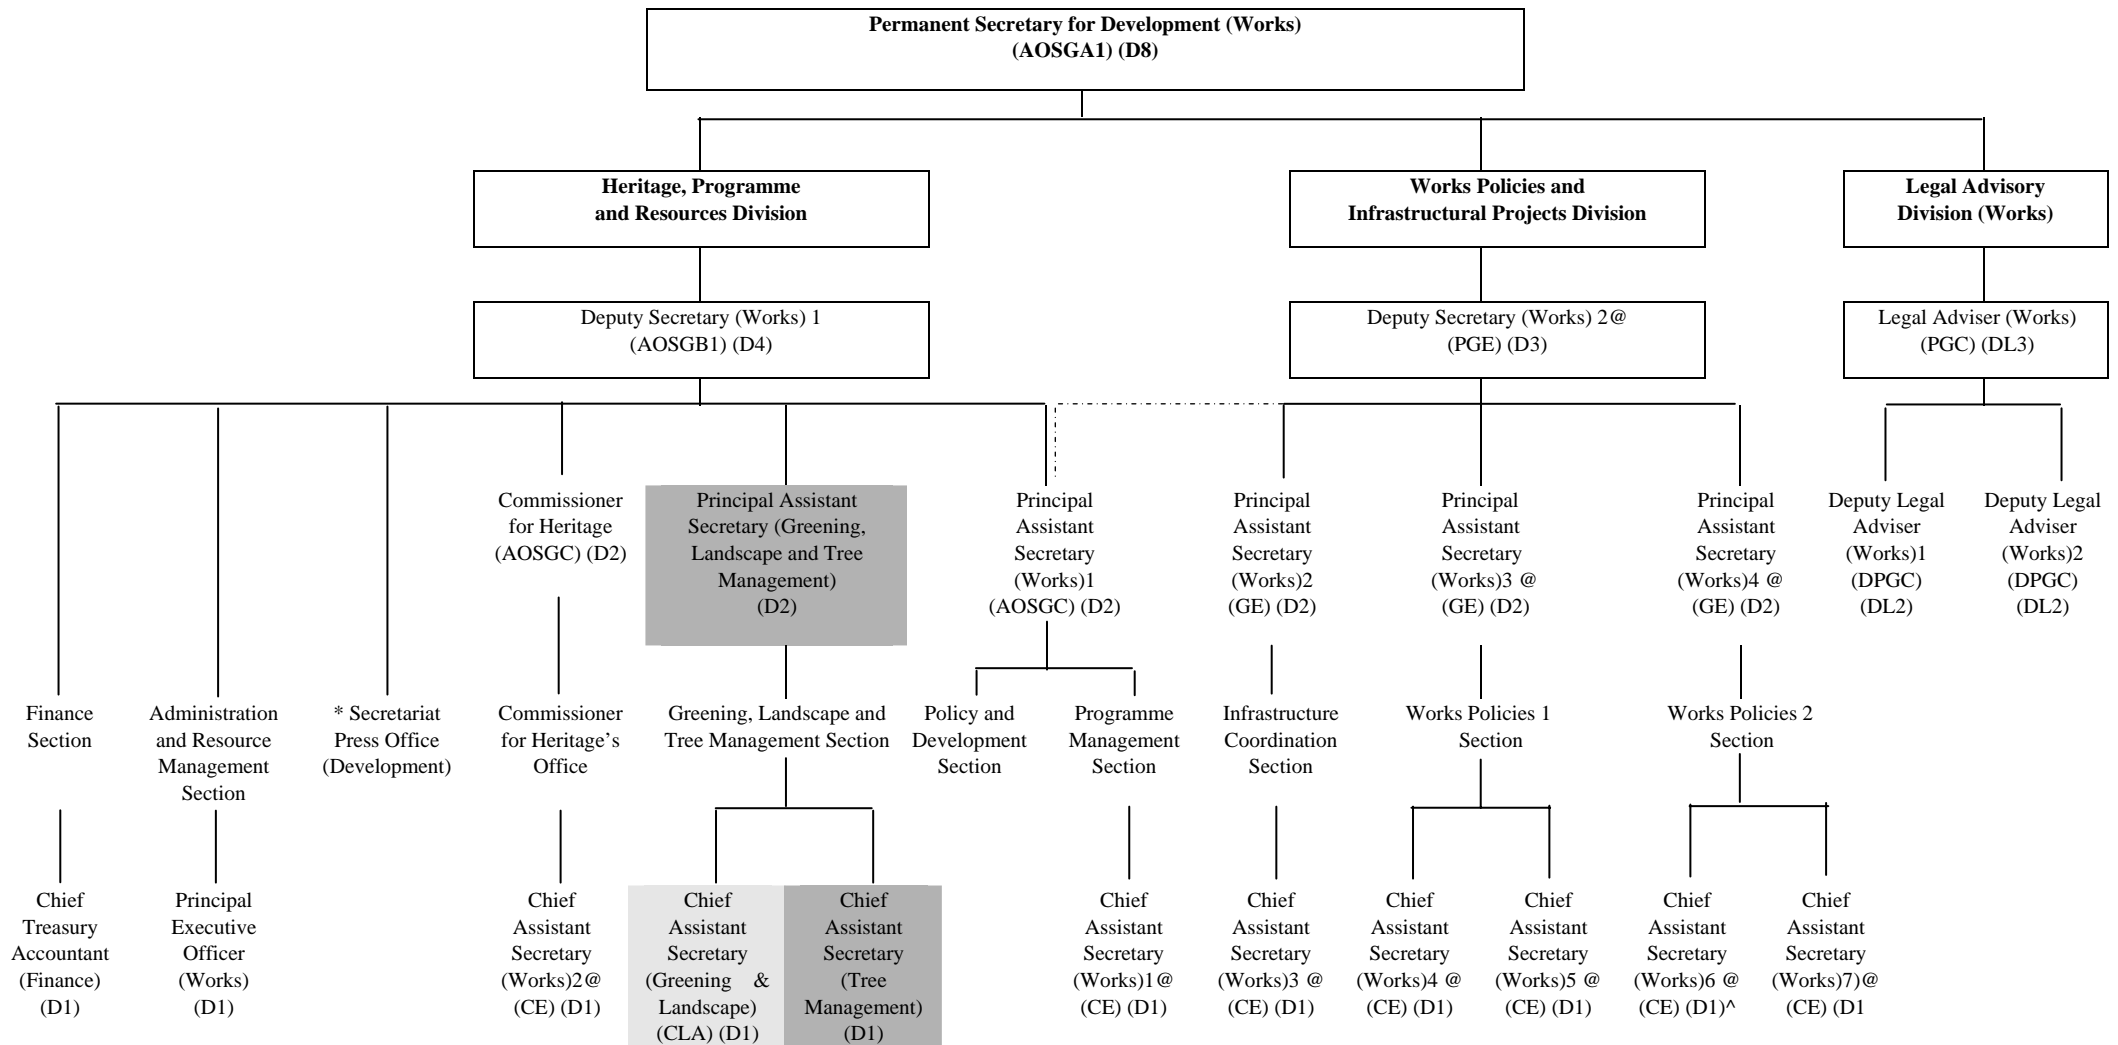 Permanent Secretary for Development (Works)
(AOSGA1) (D8)
Heritage, Programme
and Resources Division
Works Policies and
Infrastructural Projects Division
Legal Advisory
Division (Works)
Deputy Secretary (Works) 1
(AOSGB1) (D4)
Deputy Secretary (Works) 2@
(PGE) (D3)
Legal Adviser (Works)
(PGC) (DL3)
Commissioner
for Heritage
(AOSGC) (D2)
Principal Assistant
Secretary (Greening,
Landscape and Tree
Management)
(D2)
Principal
Assistant
Secretary
(Works)1
(AOSGC) (D2)
Principal
Assistant
Secretary
(Works)2
(GE) (D2)
Principal
Assistant
Secretary
(Works)3 @
(GE) (D2)
Principal
Assistant
Secretary
(Works)4 @
(GE) (D2)
Deputy Legal
Adviser
(Works)1
(DPGC)
(DL2)
Deputy Legal
Adviser
(Works)2
(DPGC)
(DL2)
Finance
Section
Administration
and Resource
Management
Section
* Secretariat
Press Office
(Development)
Commissioner
for Heritage’s
Office
Greening, Landscape and
Tree Management Section
Policy and
Development
Section
Programme
Management
Section
Infrastructure
Coordination
Section
Works Policies 1
Section
Works Policies 2
Section
Chief
Treasury
Accountant
(Finance)
(D1)
Principal
Executive
Officer
(Works)
(D1)
Chief
Assistant
Secretary
(Works)2@
(CE) (D1)
Chief
Assistant
Secretary
(Greening &
Landscape)
(CLA) (D1)
Chief
Assistant
Secretary
(Tree
Management)
(D1)
Chief
Assistant
Secretary
(Works)1@
(CE) (D1)
Chief
Assistant
Secretary
(Works)3 @
(CE) (D1)
Chief
Assistant
Secretary
(Works)4 @
(CE) (D1)
Chief
Assistant
Secretary
(Works)5 @
(CE) (D1)
Chief
Assistant
Secretary
(Works)6 @
(CE) (D1)^
Chief
Assistant
Secretary
(Works)7)@
(CE) (D1